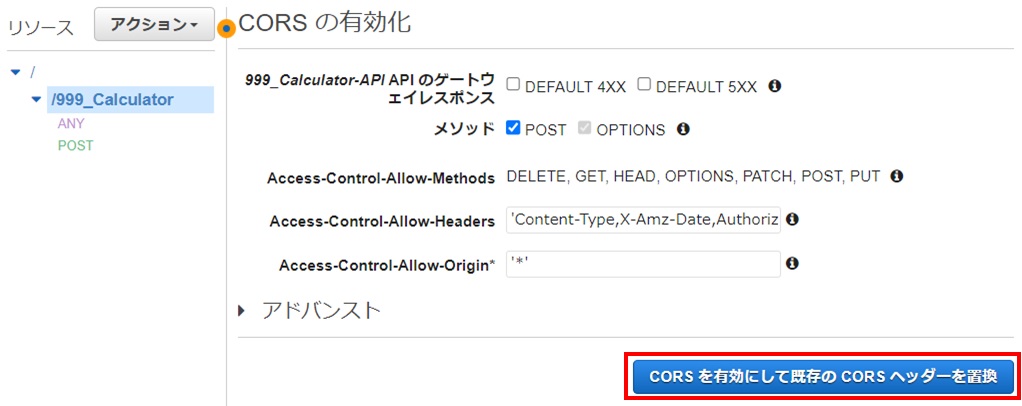 リソース
アクション
/
/999_Calculator
ANY
POST
CORS の有効化
999_Calculator-API API のゲートウ
ェイレスポンス
DEFAULT 4XX
DEFAULT 5XX
メソッド
POST
OPTIONS
Access-Control-Allow-Methods
DELETE, GET, HEAD, OPTIONS, PATCH, POST, PUT
Access-Control-Allow-Headers
'Content-Type,X-Amz-Date,Authoriz
Access-Control-Allow-Origin*
'*'
アドバンスト
CORS を有効にして既存の CORS ヘッダーを置換